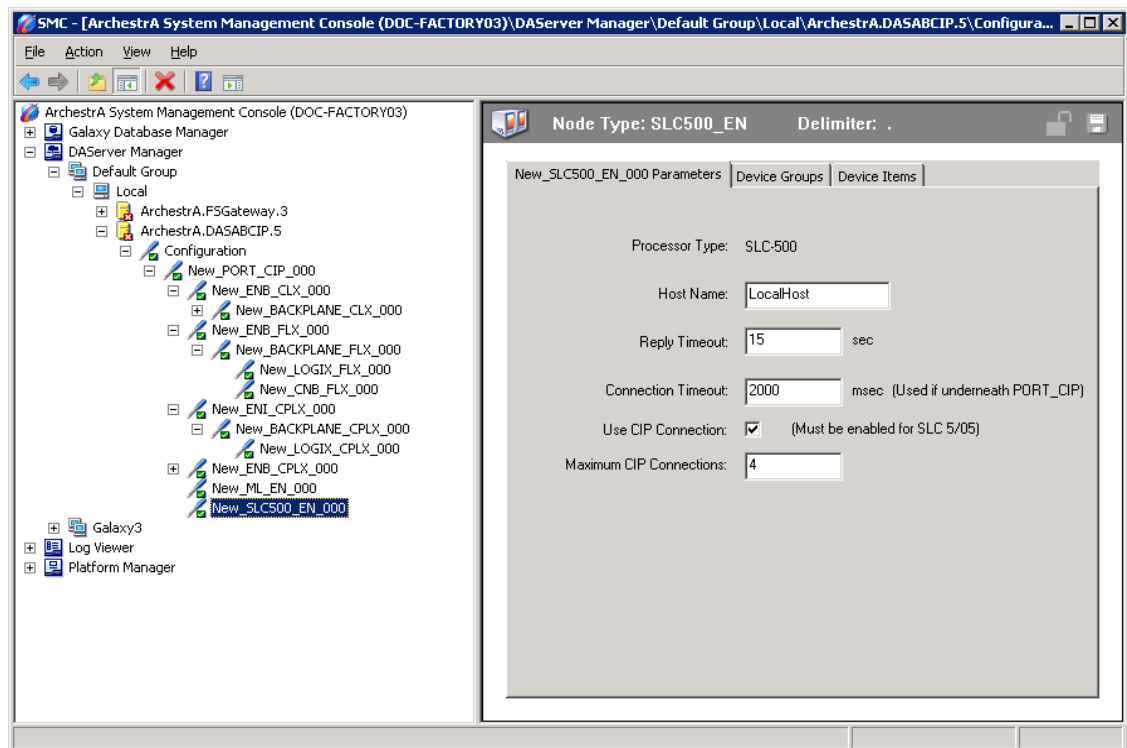 SMC - [ArchestrA System Management Console (DOC-FACTORY03)\DAServer Manager\Default Group\Local\ArchestrA.DASABCIP.5\Configura...
File Action View Help
ArchestrA System Management Console (DOC-FACTORY03)
Galaxy Database Manager
DAServer Manager
Default Group
Local
ArchestrA.FSGateway.3
ArchestrA.DASABCIP.5
Configuration
New_PORT_CIP_000
New_ENB_CLX_000
New_BACKPLANE_CLX_000
New_ENB_FLX_000
New_BACKPLANE_FLX_000
New_LOGIX_FLX_000
New_CNB_FLX_000
New_ENI_CPLX_000
New_BACKPLANE_CPLX_000
New_LOGIX_CPLX_000
New_ENB_CPLX_000
New_ML_EN_000
New_SLC500_EN_000
Galaxy3
Log Viewer
Platform Manager
Node Type: SLC500_EN Delimiter: .
New_SLC500_EN_000 Parameters Device Groups Device Items
Processor Type: SLC-500
Host Name: LocalHost
Reply Timeout: 15 sec
Connection Timeout: 2000 msec (Used if underneath PORT_CIP)
Use CIP Connection: (Must be enabled for SLC 5/05)
Maximum CIP Connections: 4